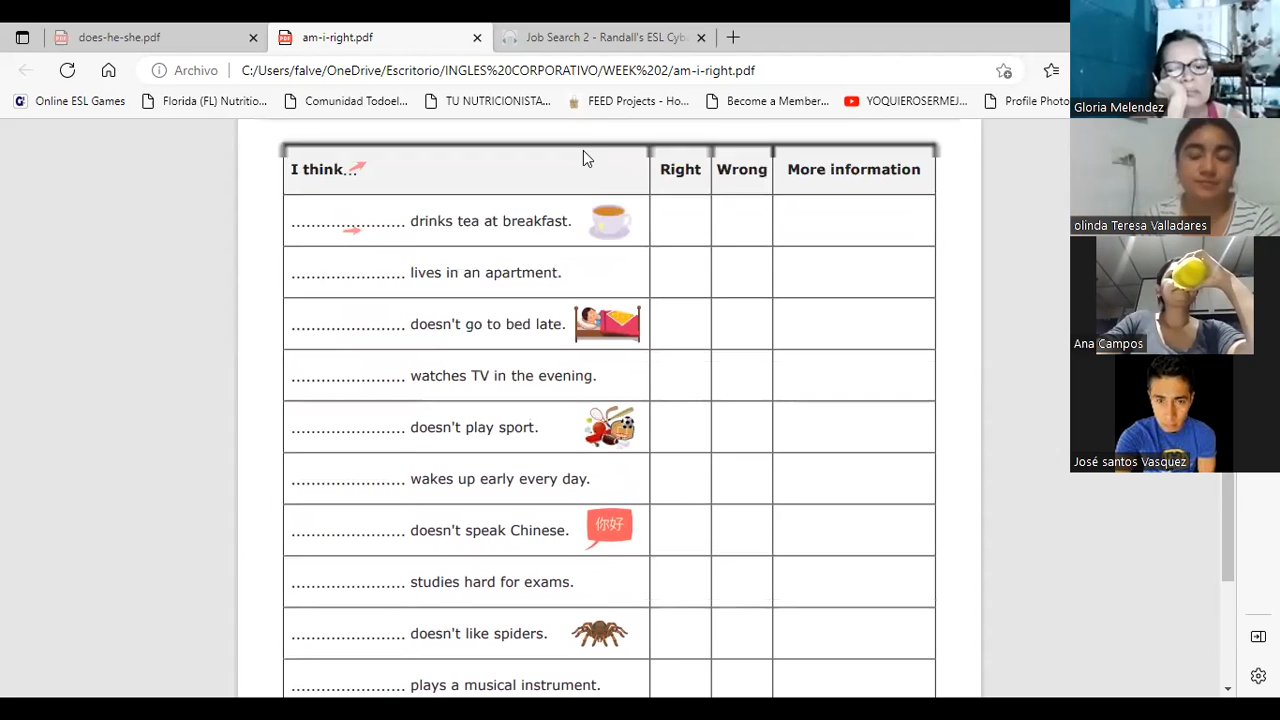 does-he-she.pdf
am-i-right.pdf
Job Search 2 - Randall's ESL Cyb
Archivo
C:/Users/falve/OneDrive/Escritorio/INGLES%20CORPORATIVO/WEEK%202/am-i-right.pdf
Online ESL Games
Florida (FL) Nutritio...
Comunidad Todoel...
TU NUTRICIONISTA...
FEED Projects - Ho...
Become a Member...
YOQUIEROSERMEJ...
Profile Photo
I think... Right Wrong More information
....................... drinks tea at breakfast.
....................... lives in an apartment.
....................... doesn't go to bed late.
....................... watches TV in the evening.
....................... doesn't play sport.
....................... wakes up early every day.
....................... doesn't speak Chinese. 你好
....................... studies hard for exams.
....................... doesn't like spiders.
....................... plays a musical instrument.
Gloria Melendez
olinda Teresa Valladares
Ana Campos
José santos Vasquez